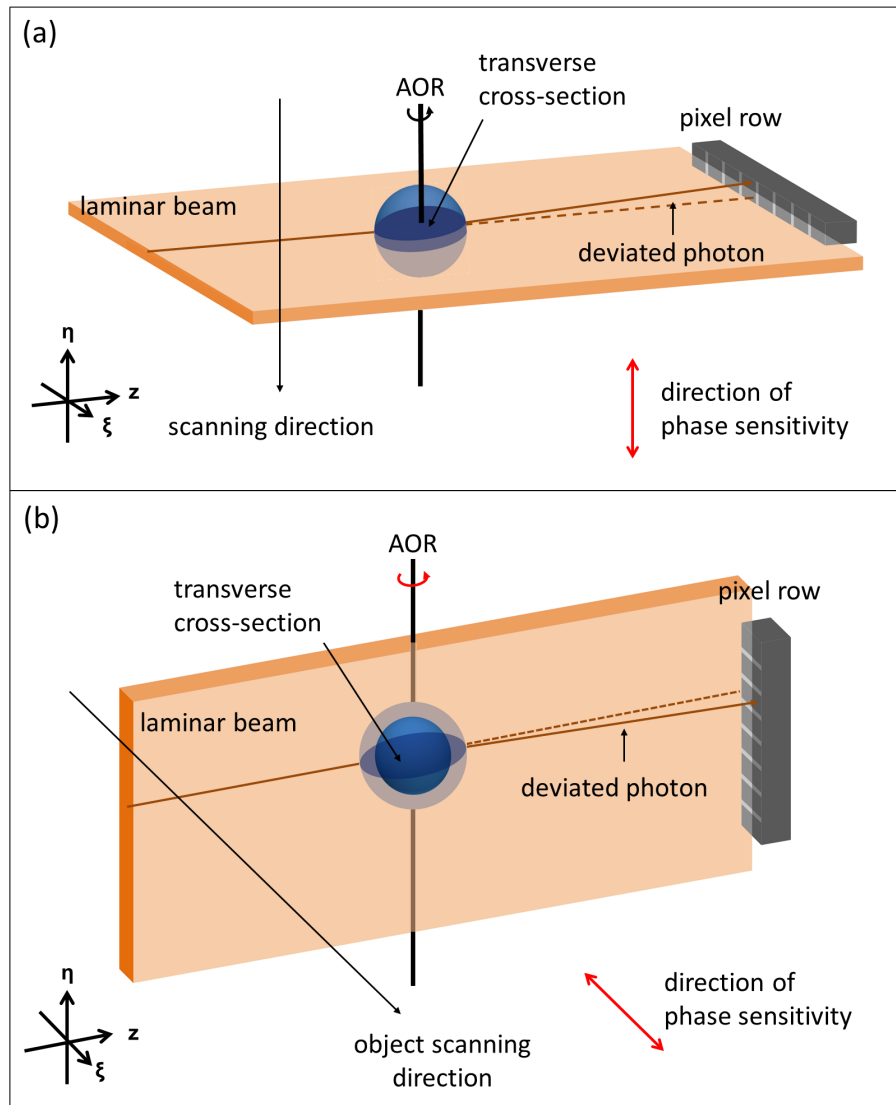 (a)
transverse
cross-section
AOR
pixel row
laminar beam
deviated photon
η
z
ξ
scanning direction
direction of
phase sensitivity
(b)
AOR
transverse
cross-section
pixel row
laminar beam
deviated photon
η
z
ξ
direction of
phase sensitivity
object scanning
direction